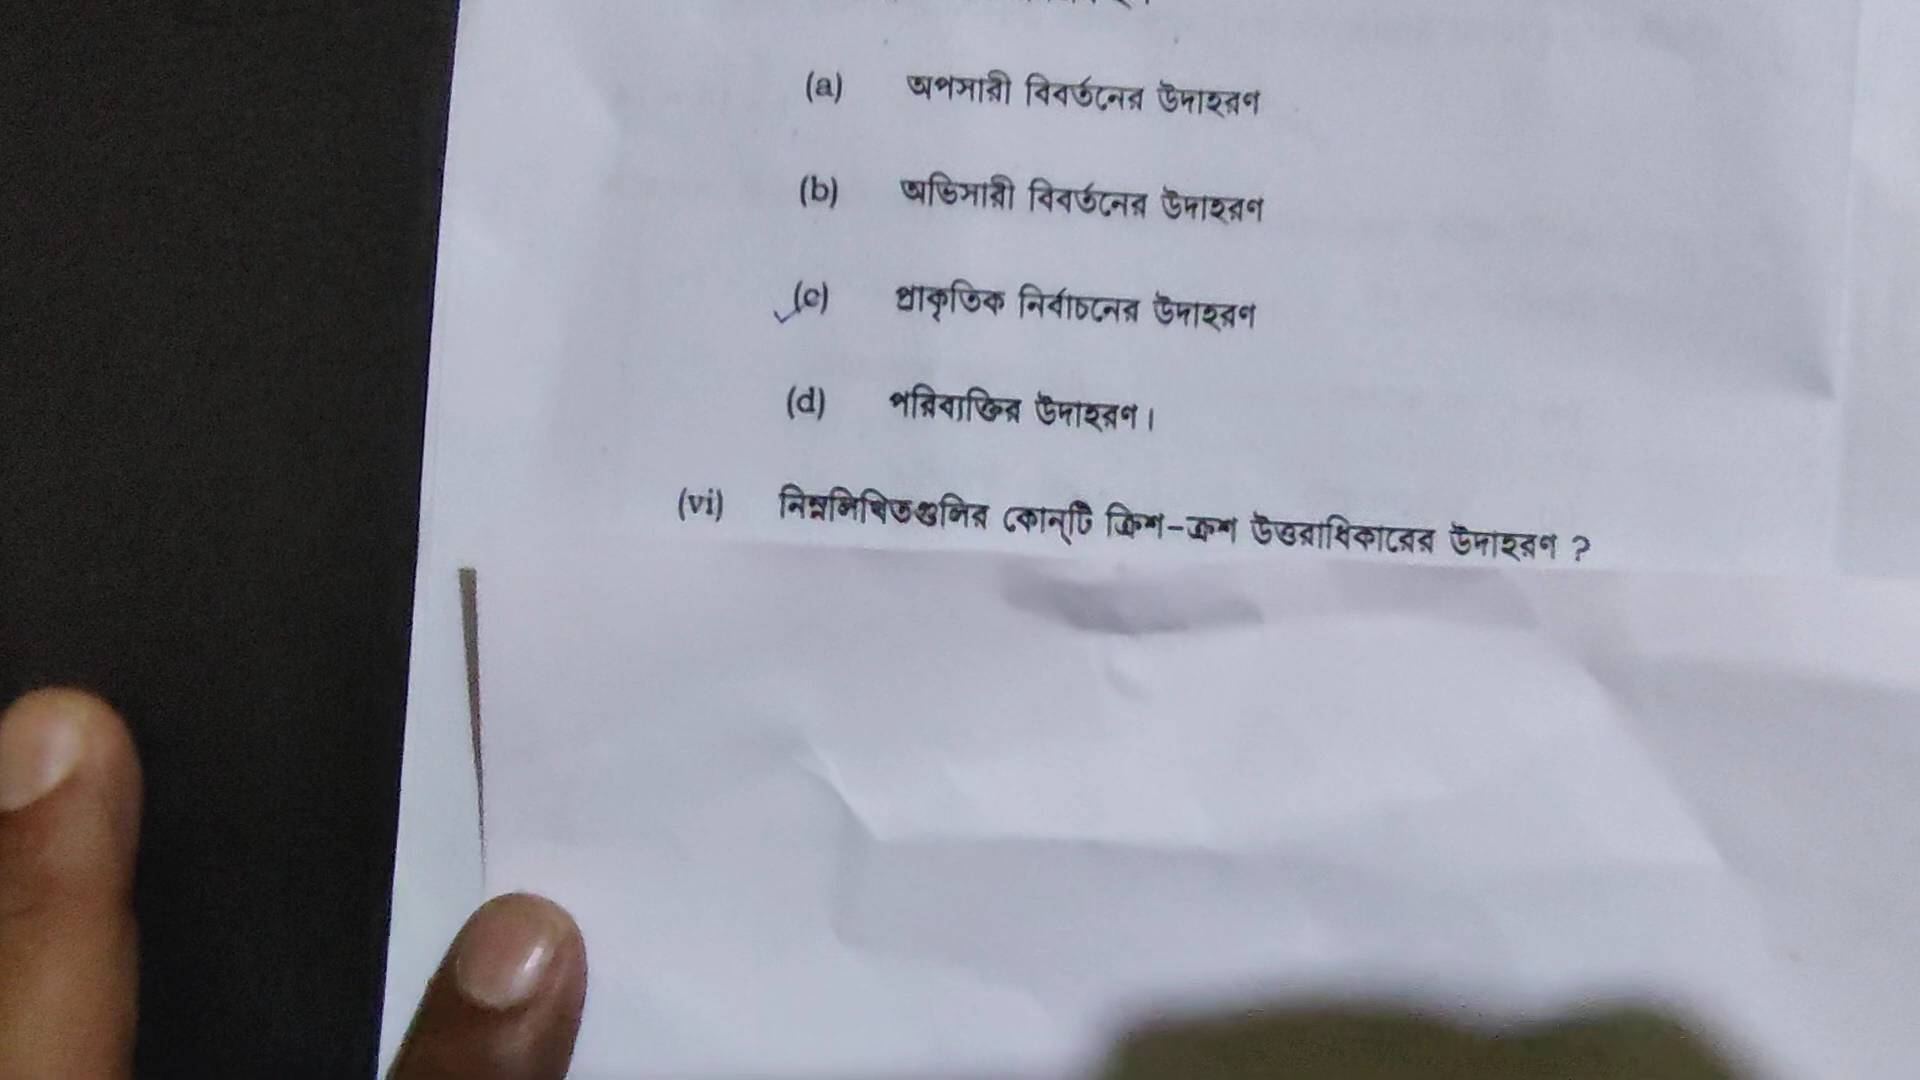 (a) অপসারী বিবর্তনের উদাহরণ
(b) অভিসারী বিবর্তনের উদাহরণ
(c) প্রাকৃতিক নির্বাচনের উদাহরণ
(d) পরিব্যক্তির উদাহরণ।
(vi) নিম্নলিখিতগুলির কোন্‌টি ক্রিশ-ক্রশ উত্তরাধিকারের উদাহরণ ?